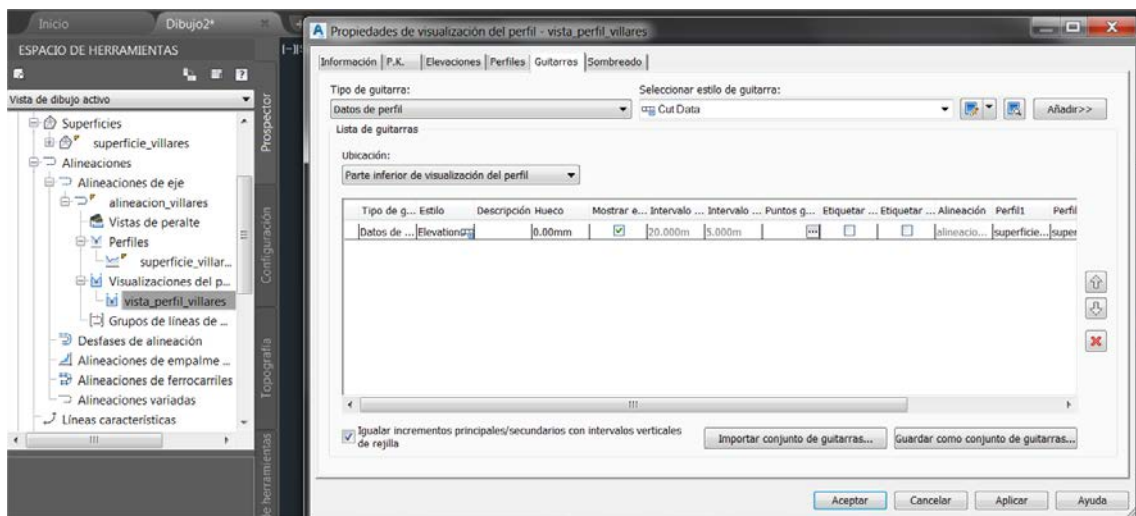 Inicio
Dibujo2*
ESPACIO DE HERRAMIENTAS
Vista de dibujo activo
Superficies
superficie_villares
Alineaciones
Alineaciones de eje
alineacion_villares
Vistas de peralte
Perfiles
superficie_villar...
Visualizaciones del p...
vista_perfil_villares
Grupos de líneas de ...
Desfases de alineación
Alineaciones de empalme ...
Alineaciones de ferrocarriles
Alineaciones variadas
Líneas características
Prospector
Configuración
Topografía
de herramientas
Propiedades de visualización del perfil - vista_perfil_villares
Información P.K. Elevaciones Perfiles Guitarras Sombreado
Tipo de guitarra:
Datos de perfil
Seleccionar estilo de guitarra:
Cut Data
Añadir>>
Lista de guitarras
Ubicación:
Parte inferior de visualización del perfil
Tipo de g... Estilo Descripción Hueco Mostrar e... Intervalo ... Intervalo ... Puntos g... Etiquetar ... Etiquetar ... Alineación Perfil1 Perfil
Datos de ... Elevation 0.00mm 20.000m 5.000m ... alineacio... superficie... super
Igualar incrementos principales/secundarios con intervalos verticales
de rejilla
Importar conjunto de guitarras...
Guardar como conjunto de guitarras...
Aceptar
Cancelar
Aplicar
Ayuda